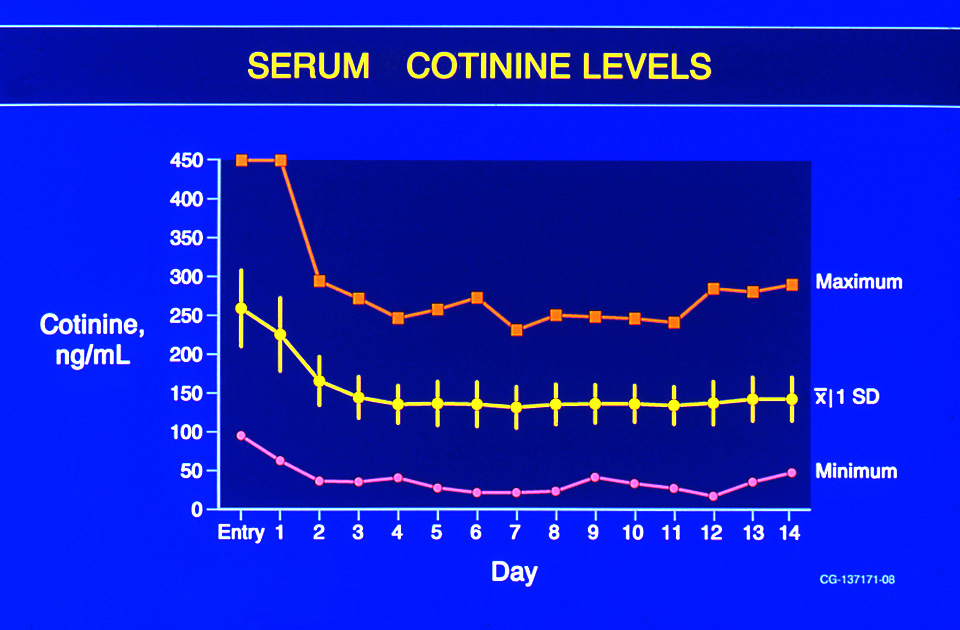 SERUM COTININE LEVELS
450
400
350
300
250
200
150
100
50
0
Cotinine,
ng/mL
Maximum
x̅|1 SD
Minimum
Entry 1 2 3 4 5 6 7 8 9 10 11 12 13 14
Day
CG-137171-08